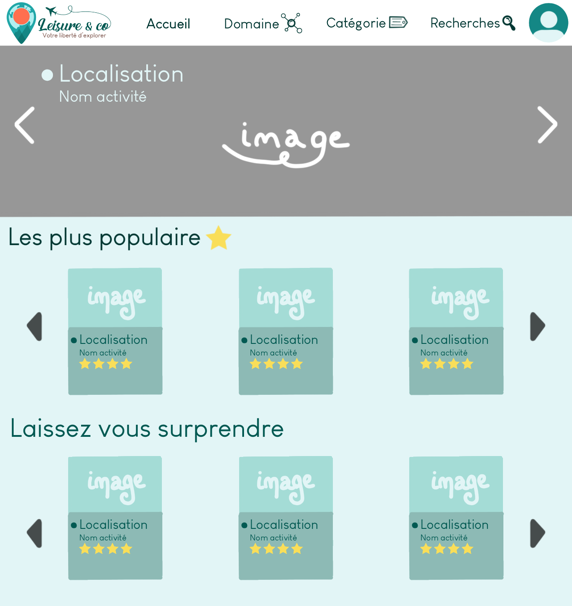 Leisure & co
Votre liberté d'explorer
Accueil
Domaine
Catégorie
Recherches
Localisation
Nom activité
image
Les plus populaire
image
Localisation
Nom activité
image
Localisation
Nom activité
image
Localisation
Nom activité
Laissez vous surprendre
image
Localisation
Nom activité
image
Localisation
Nom activité
image
Localisation
Nom activité